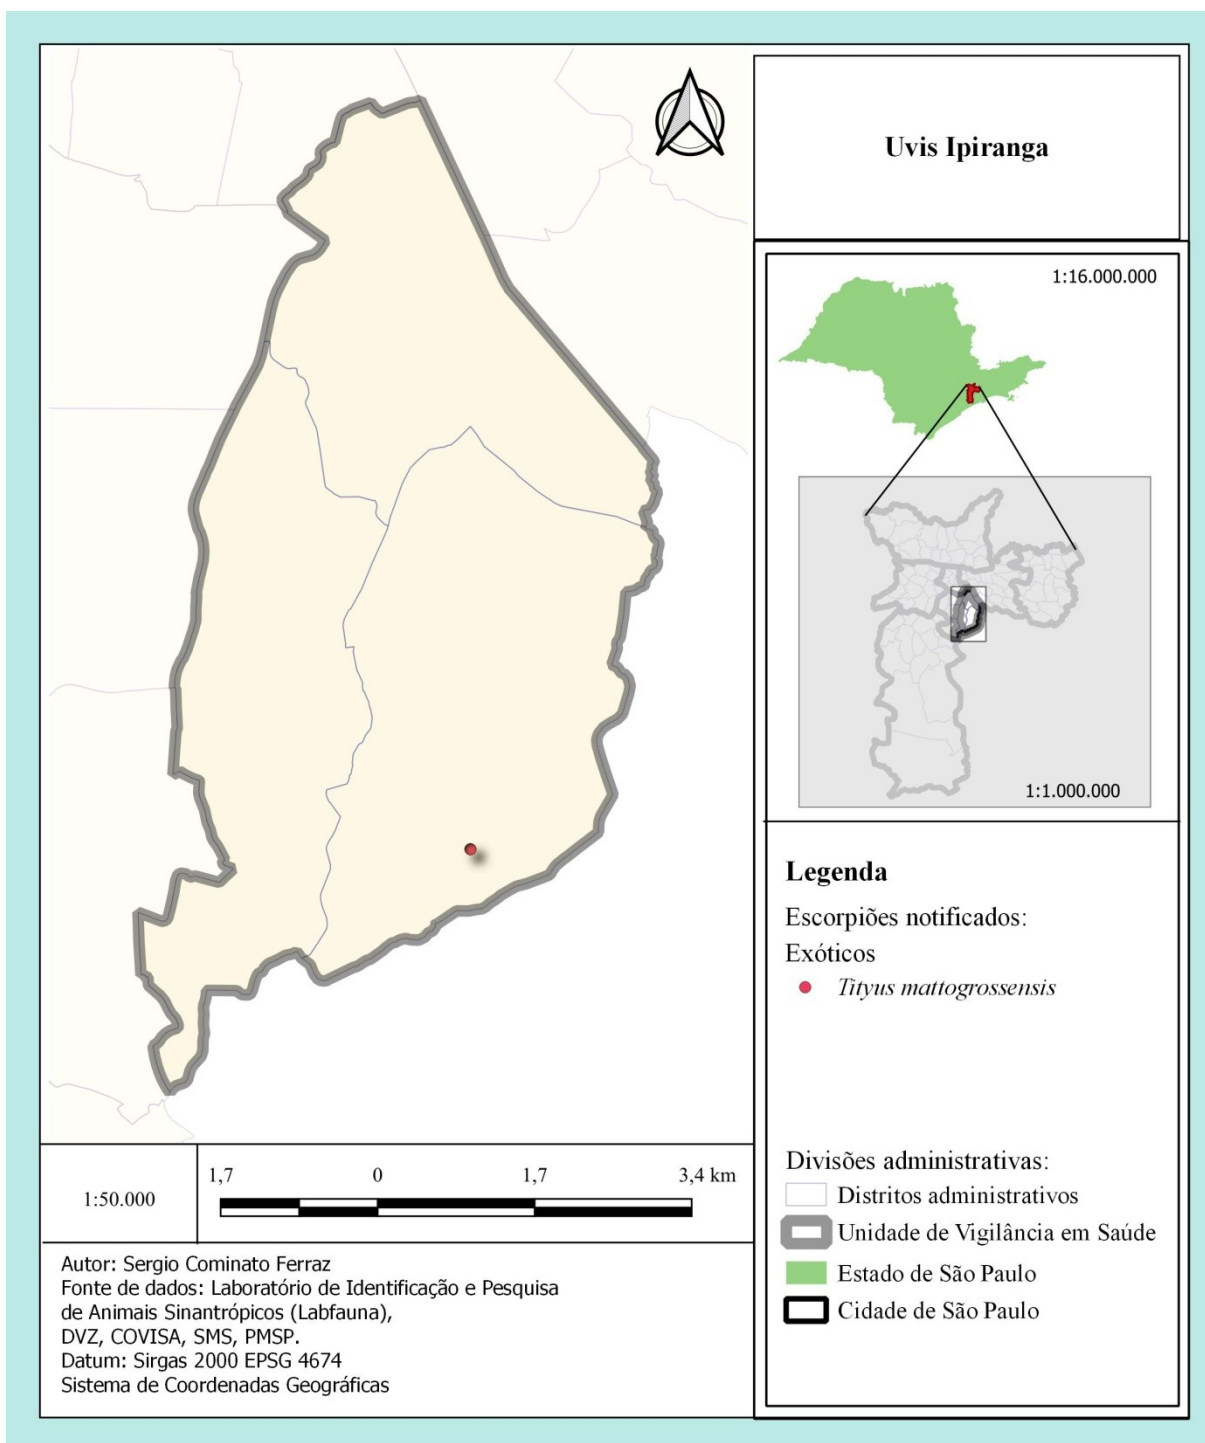 Uvis Ipiranga
1:16.000.000
1:1.000.000
Legenda
Escorpiões notificados:
Exóticos
Tityus mattogrossensis
Divisões administrativas:
Distritos administrativos
Unidade de Vigilância em Saúde
Estado de São Paulo
Cidade de São Paulo
1:50.000
1,7 0 1,7 3,4 km
Autor: Sergio Cominato Ferraz
Fonte de dados: Laboratório de Identificação e Pesquisa
de Animais Sinantrópicos (Labfauna),
DVZ, COVISA, SMS, PMSP.
Datum: Sirgas 2000 EPSG 4674
Sistema de Coordenadas Geográficas